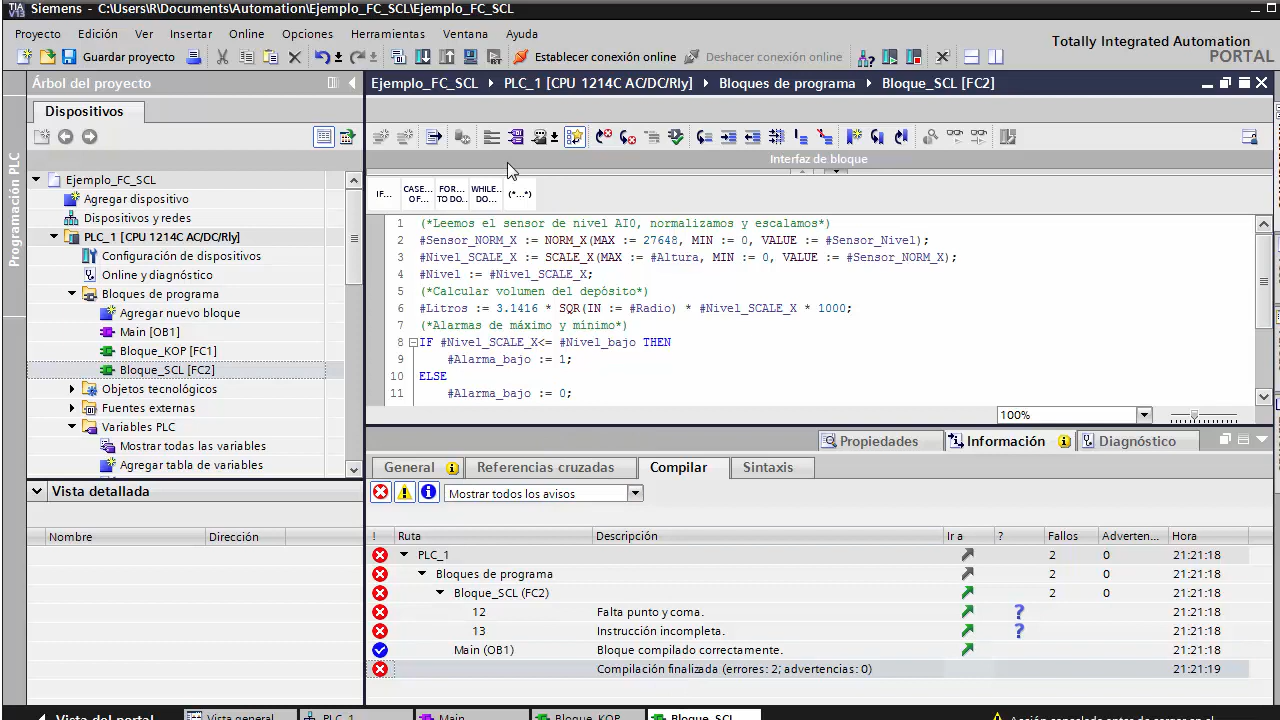 TIA
V13
Siemens - C:\Users\R\Documents\Automation\Ejemplo_FC_SCL\Ejemplo_FC_SCL
Proyecto Edición Ver Insertar Online Opciones Herramientas Ventana Ayuda
Totally Integrated Automation
PORTAL
Guardar proyecto
Establecer conexión online
Deshacer conexión online
Árbol del proyecto
Ejemplo_FC_SCL PLC_1 [CPU 1214C AC/DC/Rly] Bloques de programa Bloque_SCL [FC2]
Dispositivos
Programación PLC
Ejemplo_FC_SCL
Agregar dispositivo
Dispositivos y redes
PLC_1 [CPU 1214C AC/DC/Rly]
Configuración de dispositivos
Online y diagnóstico
Bloques de programa
Agregar nuevo bloque
Main [OB1]
Bloque_KOP [FC1]
Bloque_SCL [FC2]
Objetos tecnológicos
Fuentes externas
Variables PLC
Mostrar todas las variables
Agregar tabla de variables
Vista detallada
Nombre Dirección
Interfaz de bloque
IF... CASE... OF... FOR... TO DO... WHILE.. DO... (*...*)
1 (*Leemos el sensor de nivel AI0, normalizamos y escalamos*)
2 #Sensor_NORM_X := NORM_X(MAX := 27648, MIN := 0, VALUE := #Sensor_Nivel);
3 #Nivel_SCALE_X := SCALE_X(MAX := #Altura, MIN := 0, VALUE := #Sensor_NORM_X);
4 #Nivel := #Nivel_SCALE_X;
5 (*Calcular volumen del depósito*)
6 #Litros := 3.1416 * SQR(IN := #Radio) * #Nivel_SCALE_X * 1000;
7 (*Alarmas de máximo y mínimo*)
8 IF #Nivel_SCALE_X<= #Nivel_bajo THEN
9 #Alarma_bajo := 1;
10 ELSE
11 #Alarma_bajo := 0;
100%
Propiedades Información Diagnóstico
General Referencias cruzadas Compilar Sintaxis
Mostrar todos los avisos
! Ruta Descripción Ir a ? Fallos Adverten... Hora
PLC_1 2 0 21:21:18
Bloques de programa 2 0 21:21:18
Bloque_SCL (FC2) 2 0 21:21:18
12 Falta punto y coma. ? 21:21:18
13 Instrucción incompleta. ? 21:21:18
Main (OB1) Bloque compilado correctamente. 21:21:18
Compilación finalizada (errores: 2; advertencias: 0) 21:21:19
Vista del portal Vista general PLC_1 Main Bloque_KOP Bloque_SCL